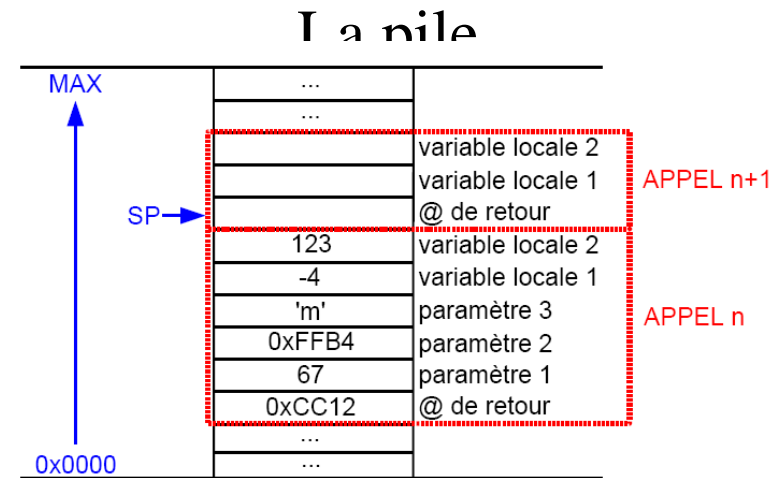 La pile
MAX
...
...
variable locale 2
variable locale 1
APPEL n+1
SP
@ de retour
123 variable locale 2
-4 variable locale 1
'm' paramètre 3
APPEL n
0xFFB4 paramètre 2
67 paramètre 1
0xCC12 @ de retour
...
0x0000
...